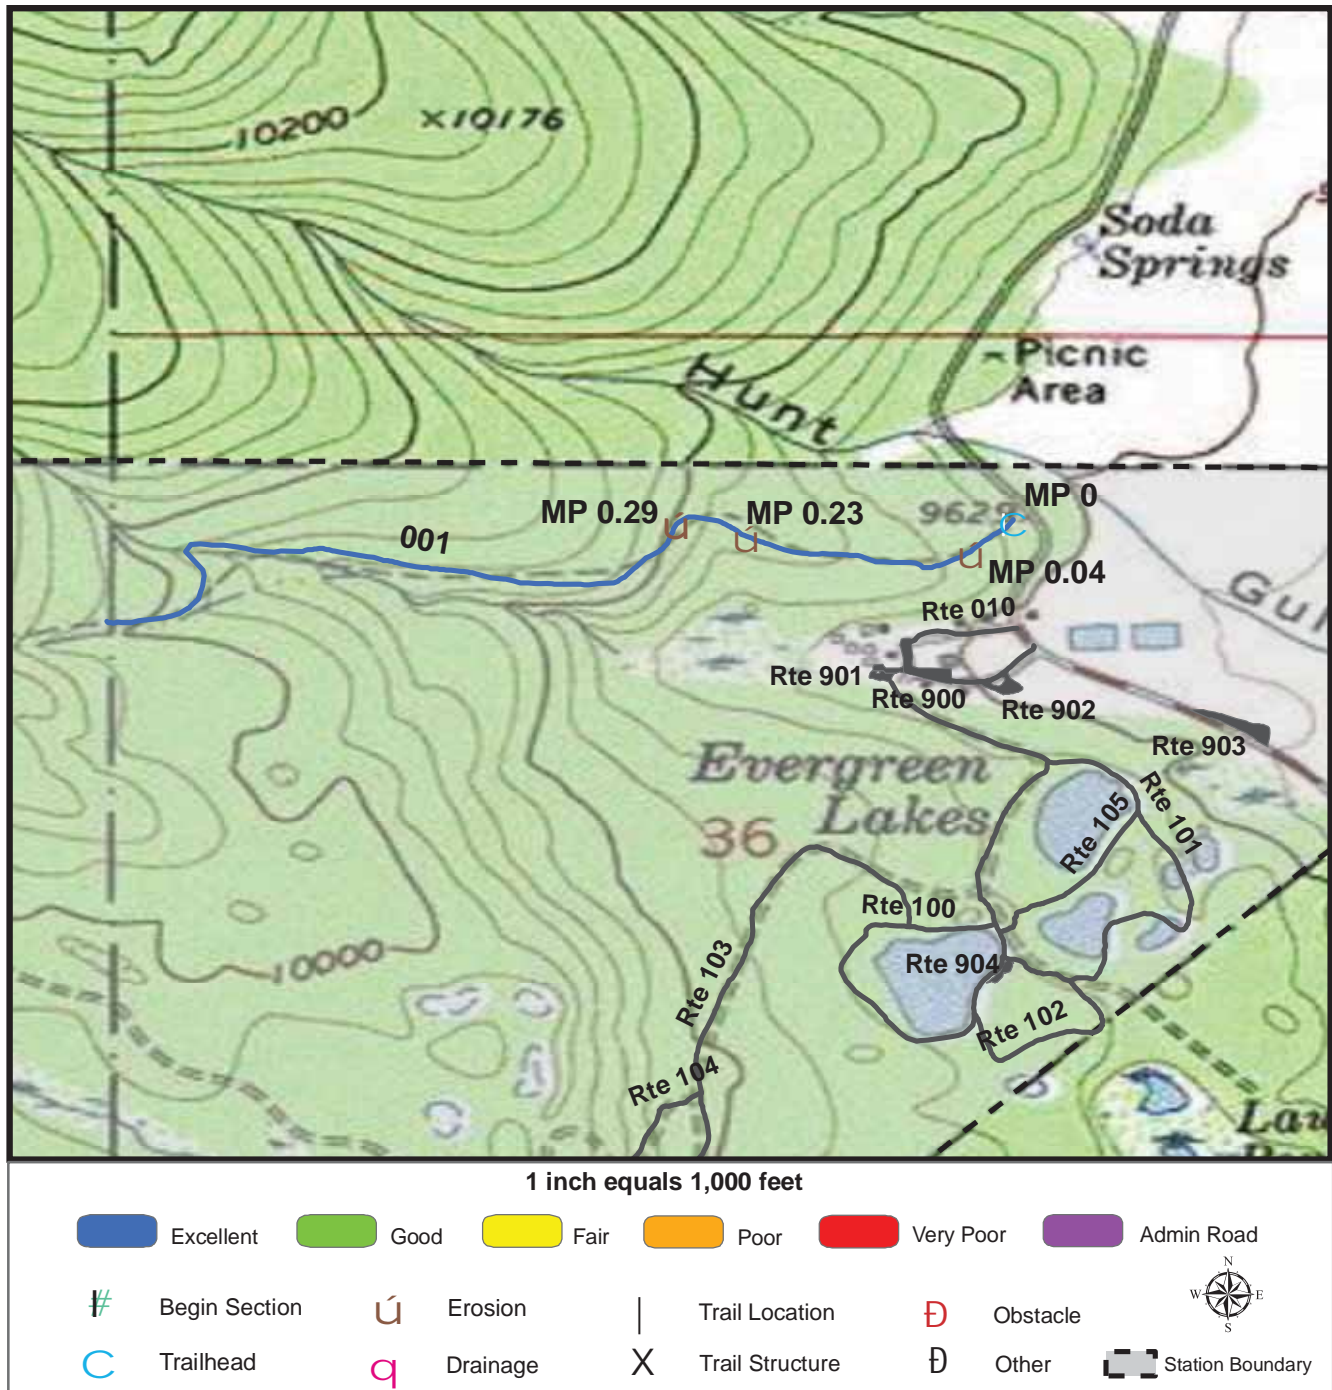 10200
×10176
Soda
Springs
Picnic
Area
Hunt
MP 0
962
MP 0.29
MP 0.23
001
MP 0.04
Rte 010
Gul
Rte 901
Rte 900
Rte 902
Rte 903
Evergreen
Lakes
36
Rte 105
Rte 101
Rte 100
Rte 904
10000
Rte 103
Rte 102
Rte 104
1 inch equals 1,000 feet
Excellent
Good
Fair
Poor
Very Poor
Admin Road
# Begin Section
ú Erosion
| Trail Location
Đ Obstacle
N
W E
S
C Trailhead
q Drainage
X Trail Structure
Đ Other
Station Boundary